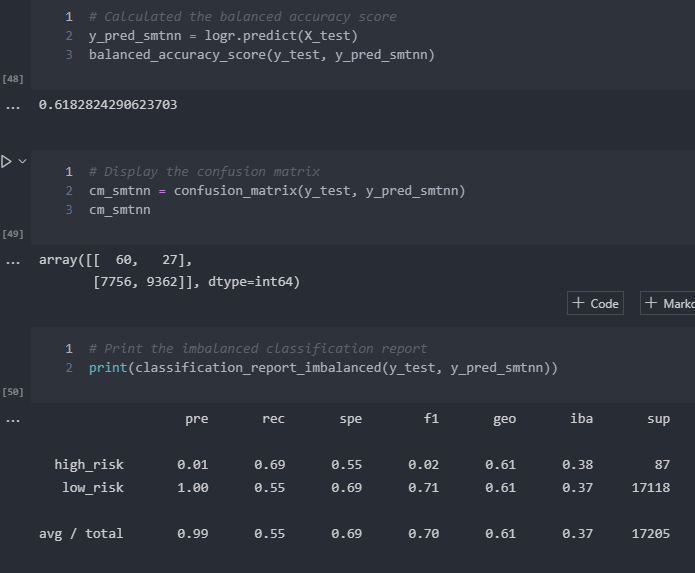 1 # Calculated the balanced accuracy score
2 y_pred_smtnn = logr.predict(X_test)
3 balanced_accuracy_score(y_test, y_pred_smtnn)
[48]
... 0.6182824290623703
1 # Display the confusion matrix
2 cm_smtnn = confusion_matrix(y_test, y_pred_smtnn)
3 cm_smtnn
[49]
... array([[  60,   27],
[7756, 9362]], dtype=int64)
+ Code + Markd
1 # Print the imbalanced classification report
2 print(classification_report_imbalanced(y_test, y_pred_smtnn))
[50]
... pre rec spe f1 geo iba sup
high_risk 0.01 0.69 0.55 0.02 0.61 0.38 87
low_risk 1.00 0.55 0.69 0.71 0.61 0.37 17118
avg / total 0.99 0.55 0.69 0.70 0.61 0.37 17205